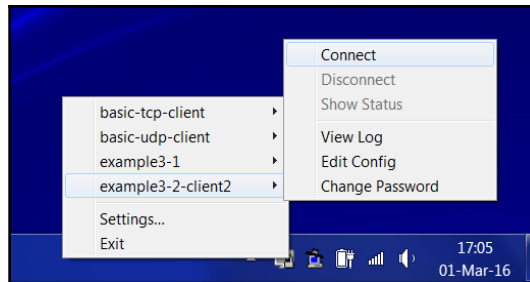 Connect
Disconnect
Show Status
View Log
Edit Config
Change Password
basic-tcp-client
basic-udp-client
example3-1
example3-2-client2
Settings...
Exit
17:05
01-Mar-16